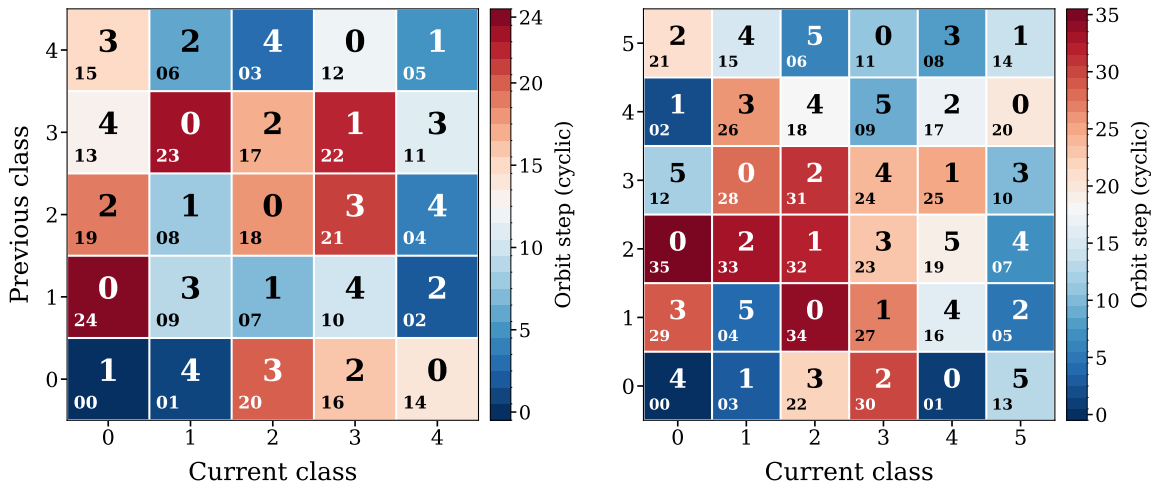 Previous class
4
3 2 4 0 1
15 06 03 12 05
3
4 0 2 1 3
13 23 17 22 11
2
2 1 0 3 4
19 08 18 21 04
1
0 3 1 4 2
24 09 07 10 02
0
1 4 3 2 0
00 01 20 16 14
0 1 2 3 4
Current class
20
15
10
5
0
Orbit step (cyclic)
5
2 4 5 0 3 1
21 15 06 11 08 14
4
1 3 4 5 2 0
02 26 18 09 17 20
3
5 0 2 4 1 3
12 28 31 24 25 10
2
0 2 1 3 5 4
35 33 32 23 19 07
1
3 5 0 1 4 2
29 04 34 27 16 05
0
4 1 3 2 0 5
00 03 22 30 01 13
0 1 2 3 4 5
Current class
35
30
25
20
15
10
5
0
Orbit step (cyclic)